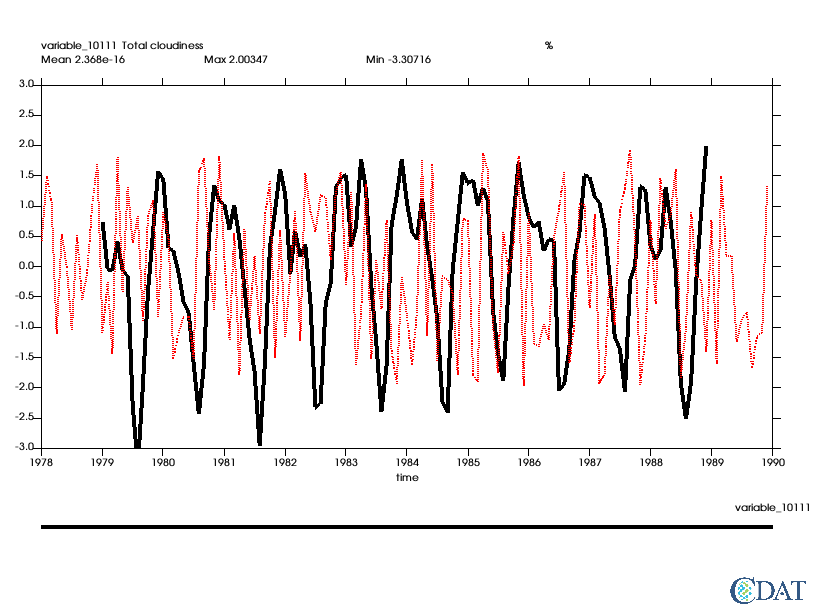 variable_10111 Total cloudiness %
Mean 2.368e-16 Max 2.00347 Min -3.30716
3.0
2.5
2.0
1.5
1.0
0.5
0.0
-0.5
-1.0
-1.5
-2.0
-2.5
-3.0
1978 1979 1980 1981 1982 1983 1984 1985 1986 1987 1988 1989 1990
time
variable_10111
CDAT